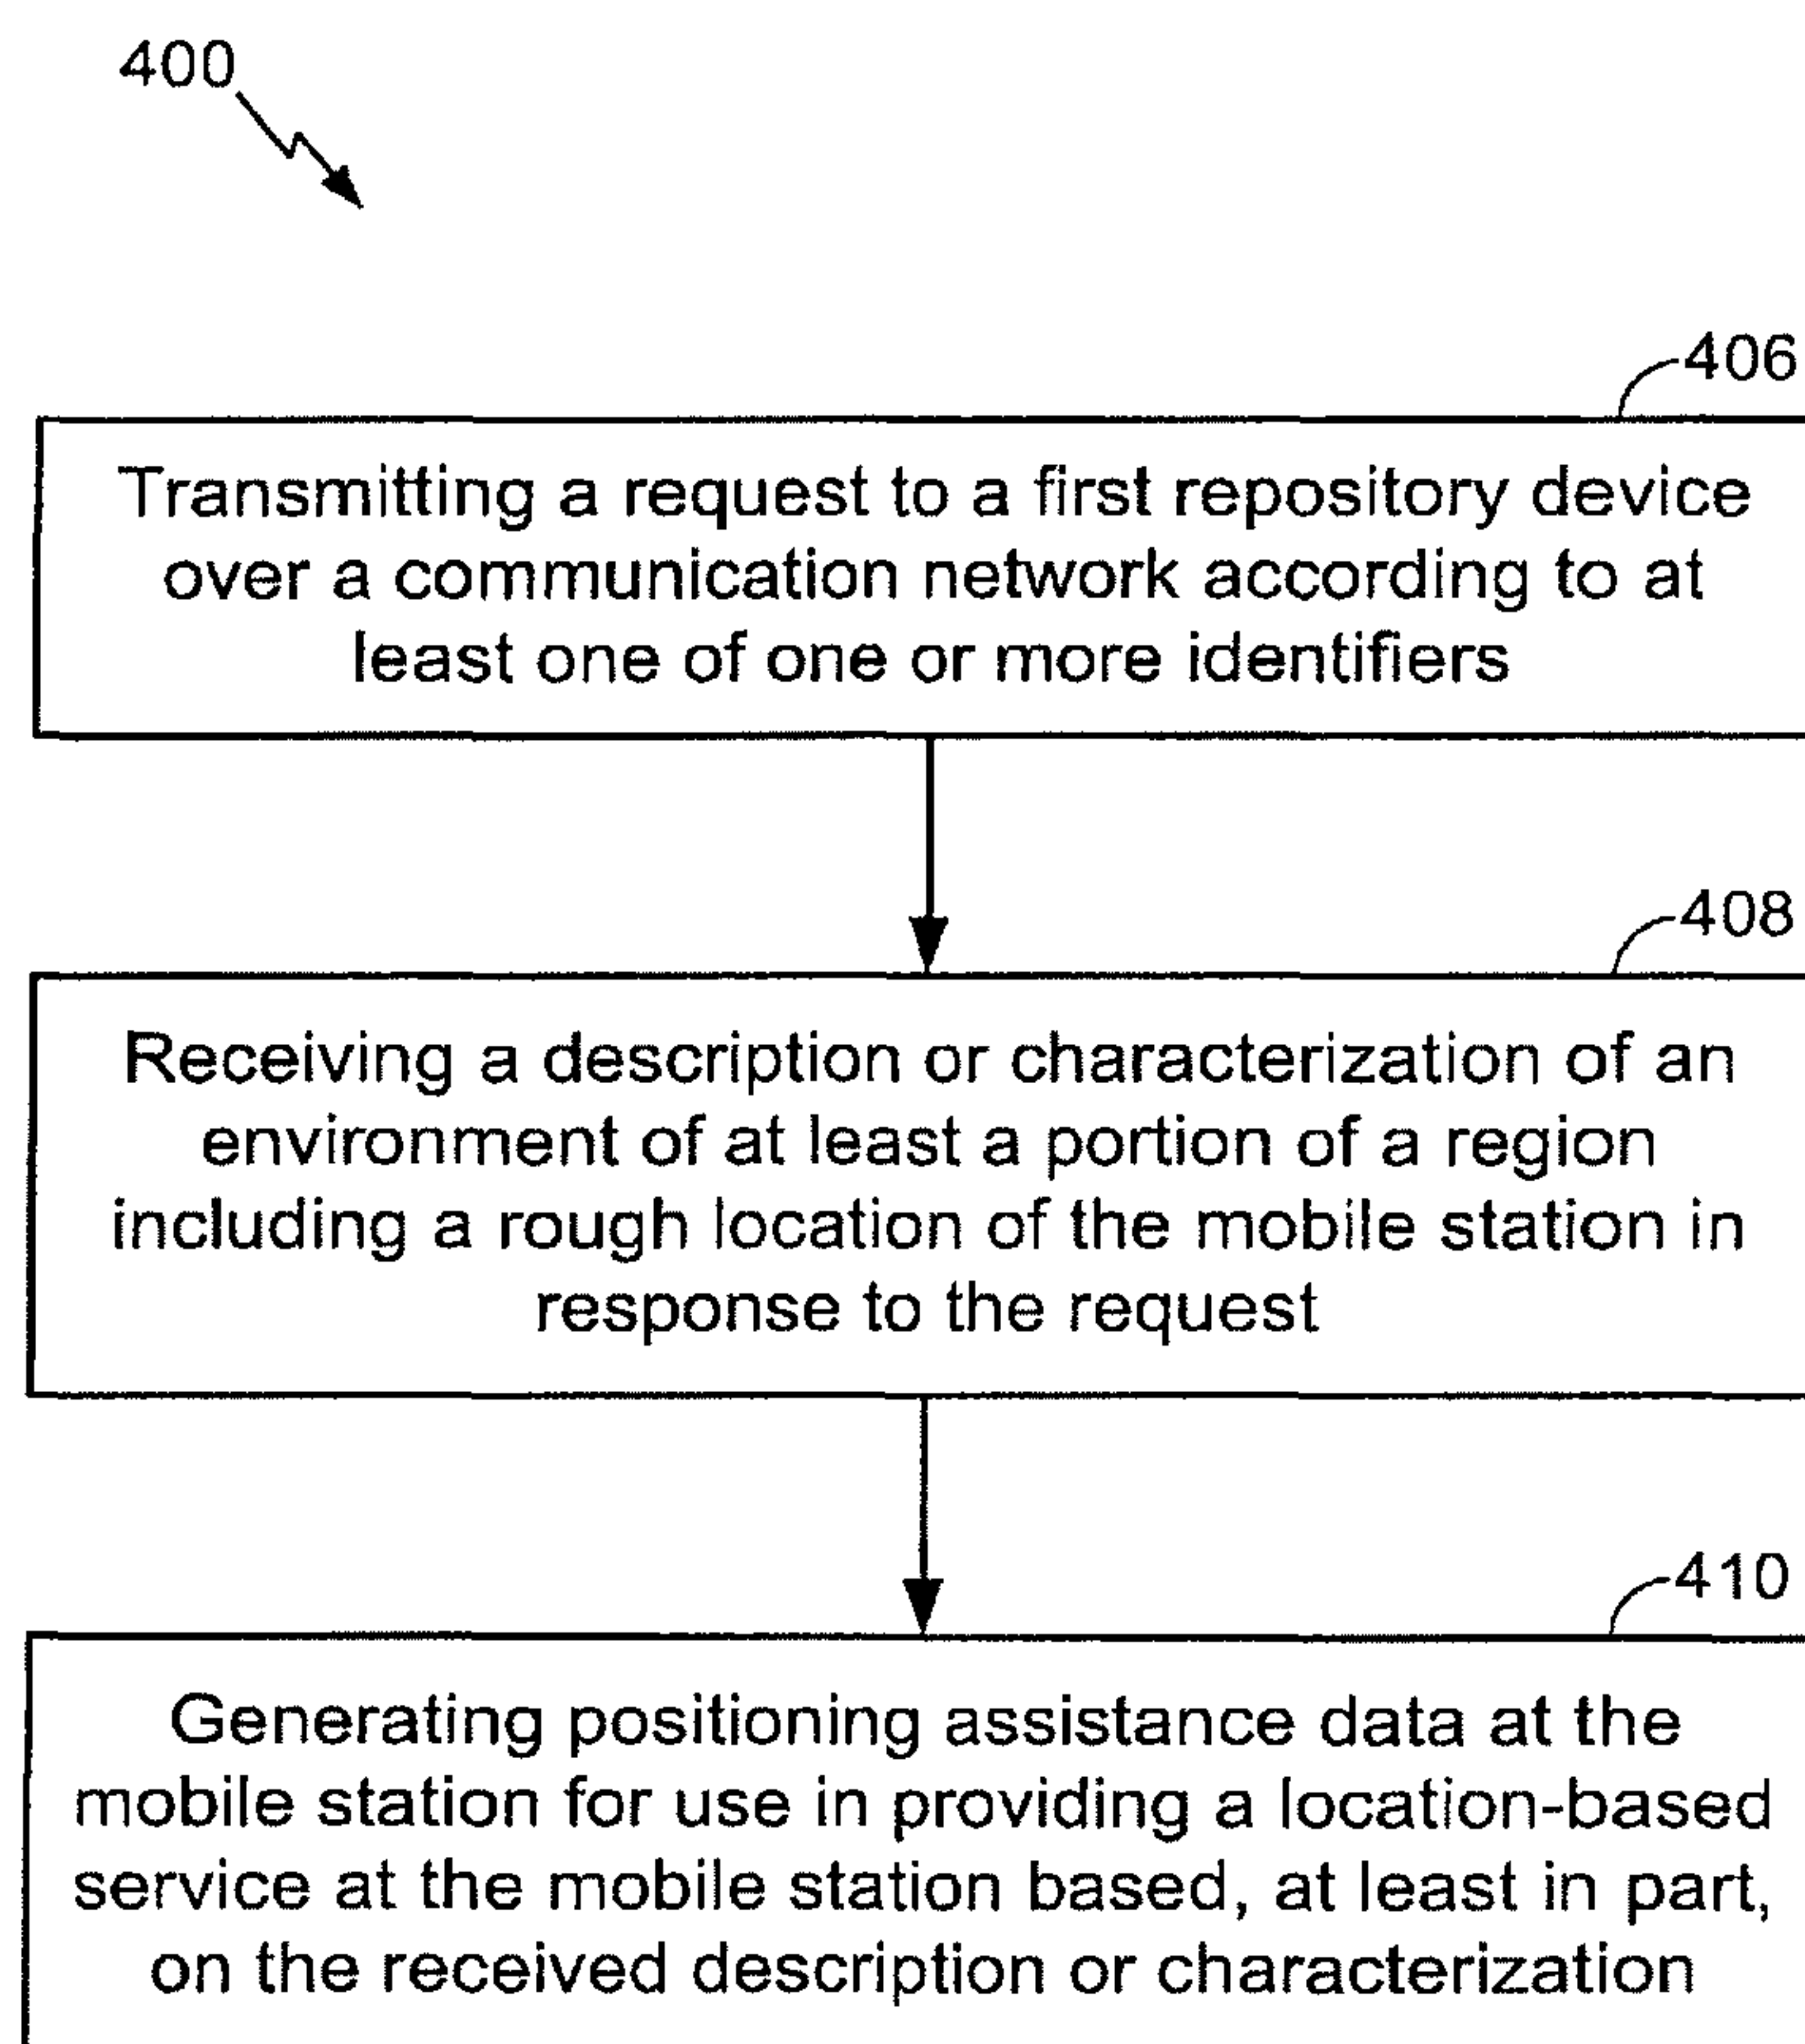 400
406
Transmitting a request to a first repository device
over a communication network according to at
least one of one or more identifiers
408
Receiving a description or characterization of an
environment of at least a portion of a region
including a rough location of the mobile station in
response to the request
410
Generating positioning assistance data at the
mobile station for use in providing a location-based
service at the mobile station based, at least in part,
on the received description or characterization